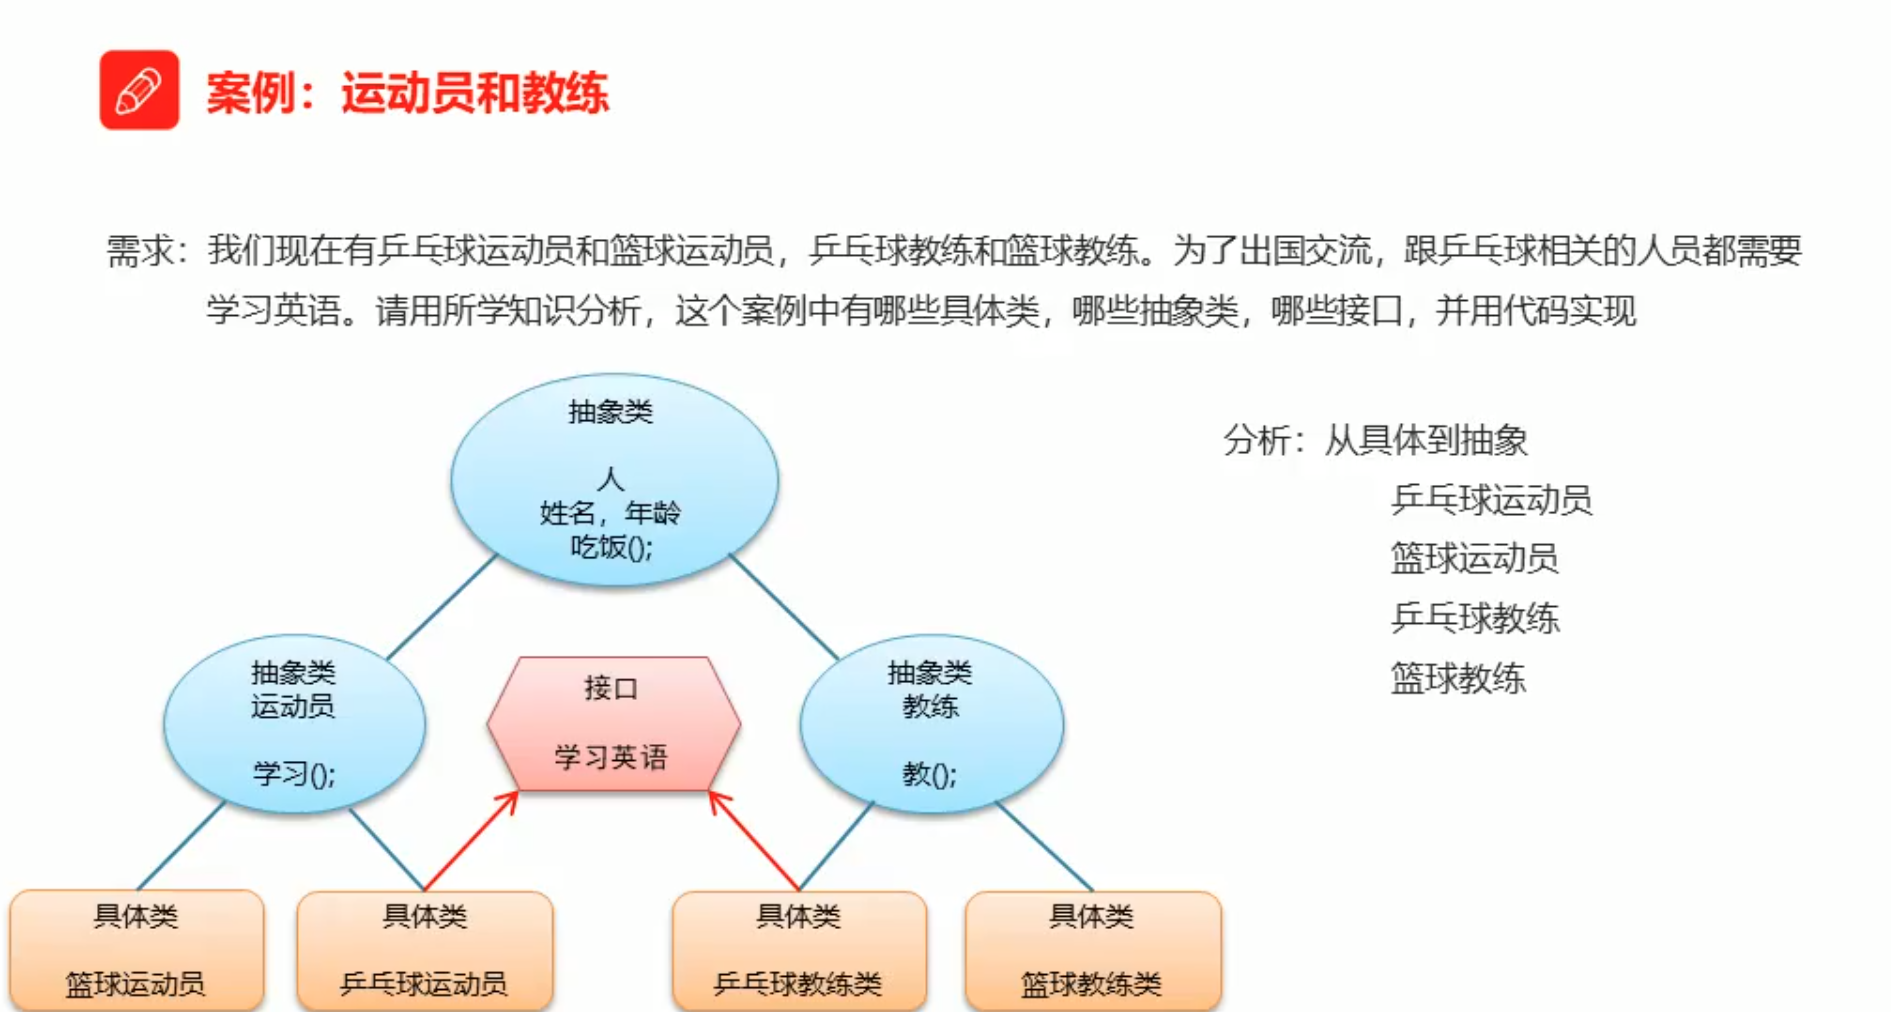 案例：运动员和教练
需求：我们现在有乒乓球运动员和篮球运动员，乒乓球教练和篮球教练。为了出国交流，跟乒乓球相关的人员都需要
学习英语。请用所学知识分析，这个案例中有哪些具体类，哪些抽象类，哪些接口，并用代码实现
抽象类
人
姓名，年龄
吃饭();
分析：从具体到抽象
乒乓球运动员
篮球运动员
乒乓球教练
篮球教练
抽象类
运动员
学习();
接口
学习英语
抽象类
教练
教();
具体类
篮球运动员
具体类
乒乓球运动员
具体类
乒乓球教练类
具体类
篮球教练类